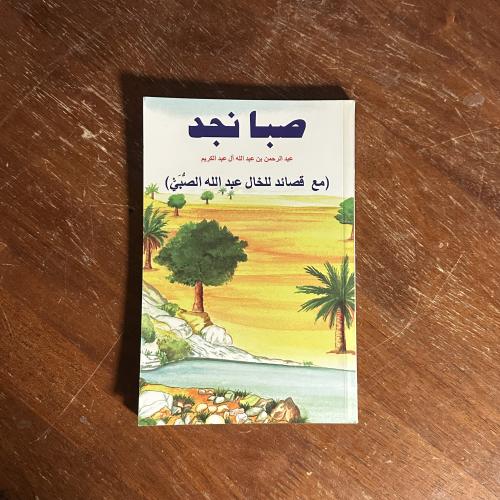 صبا نجد
عبد الرحمن بن عبد الله آل عبد الكريم
(مع قصائد للخال عبد الله الصُّبَيْ)